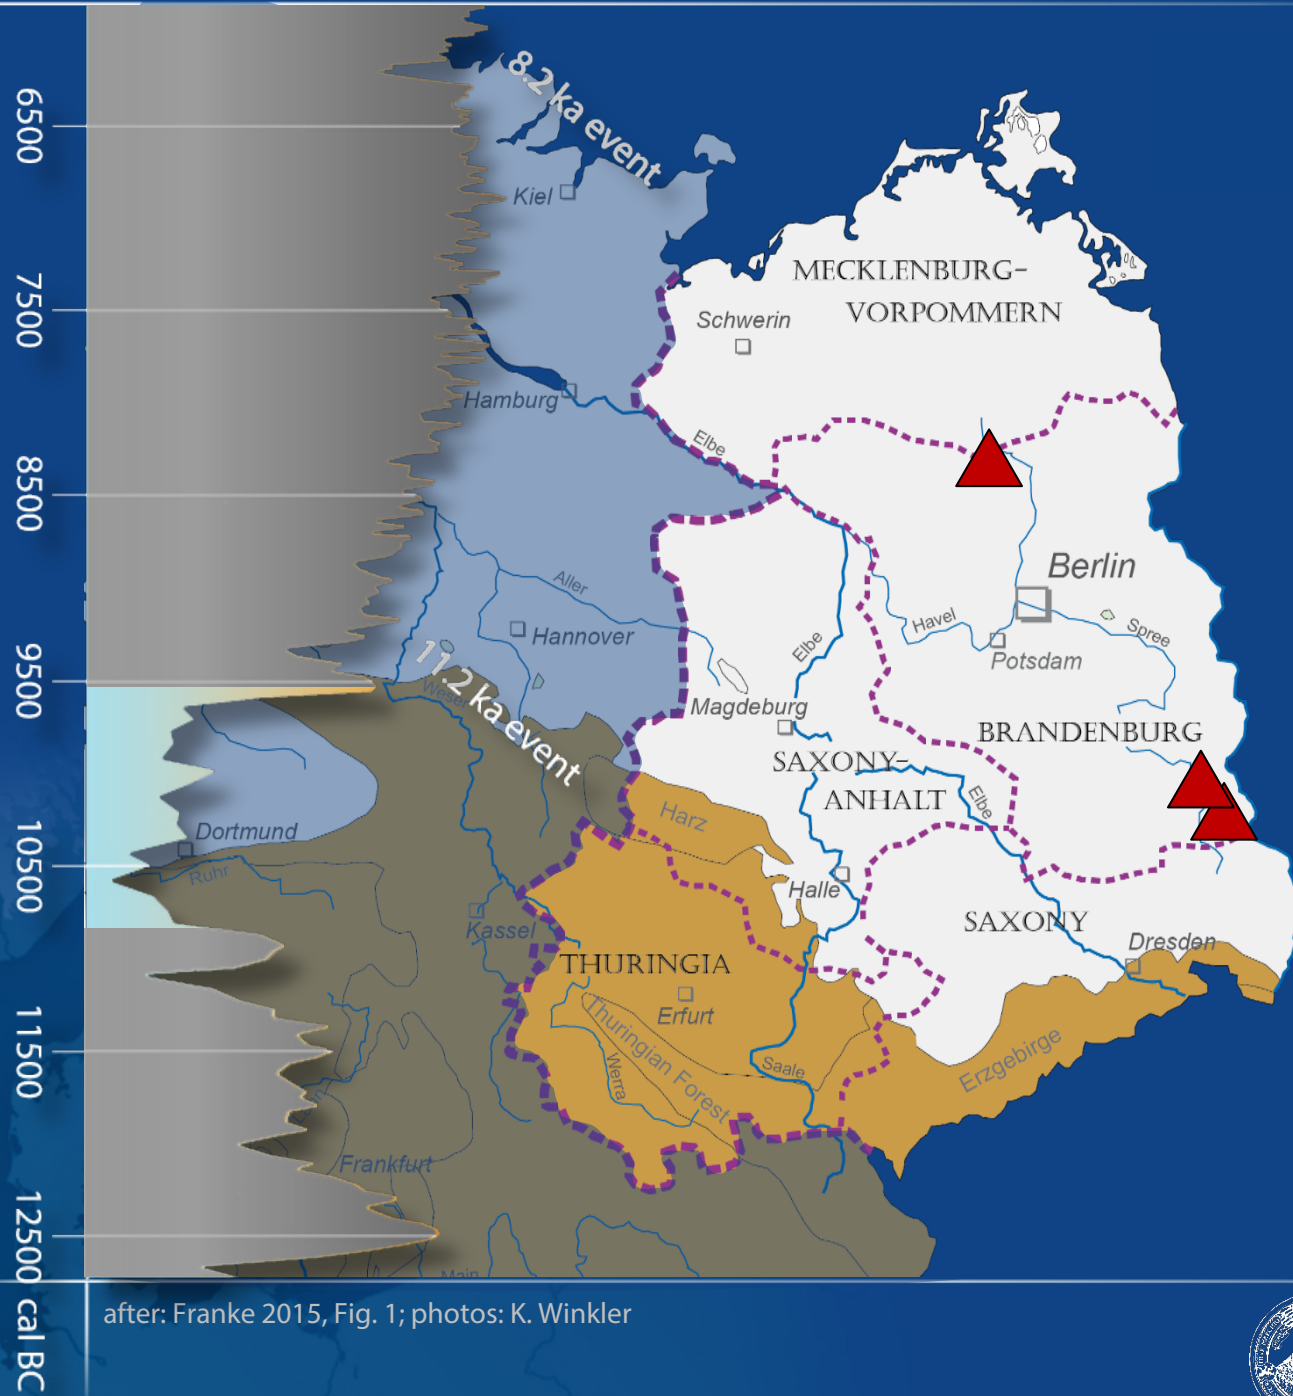 6500
7500
8500
9500
10500
11500
12500 cal BC
8.2 ka event
11.2 ka event
Kiel
MECKLENBURG-
VORPOMMERN
Schwerin
Hamburg
Elbe
Berlin
Aller
Hannover
Elbe
Havel
Spree
Potsdam
Weser
Magdeburg
BRANDENBURG
SAXONY-
ANHALT
Elbe
Harz
Dortmund
Ruhr
Halle
Kassel
SAXONY
Dresden
THURINGIA
Erfurt
Thuringian Forest
Werra
Saale
Erzgebirge
Frankfurt
Main
after: Franke 2015, Fig. 1; photos: K. Winkler